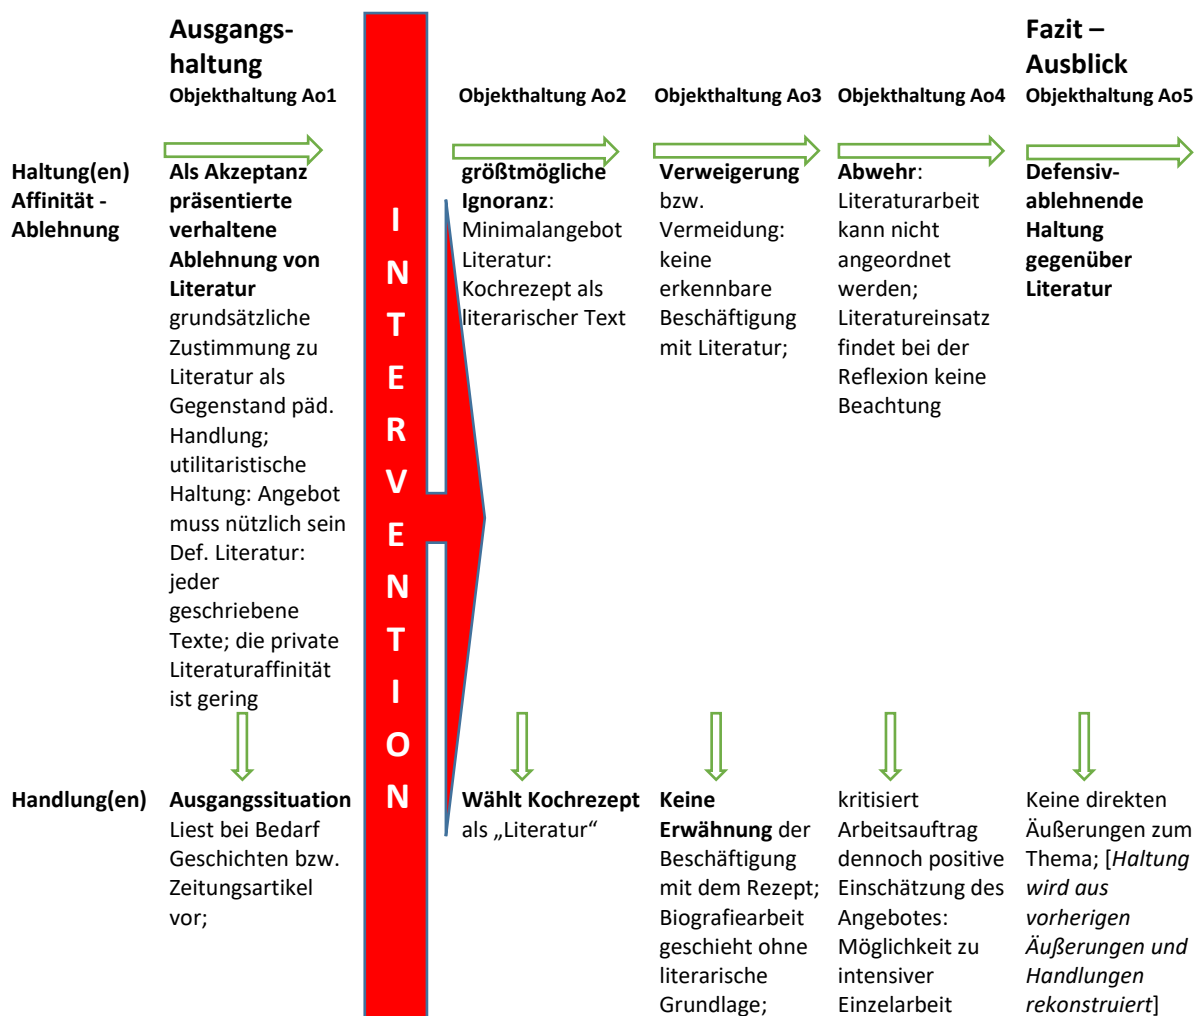 Ausgangs-
haltung
Objekthaltung Ao1
Objekthaltung Ao2
Objekthaltung Ao3
Objekthaltung Ao4
Fazit –
Ausblick
Objekthaltung Ao5
Haltung(en)
Affinität -
Ablehnung
Als Akzeptanz
präsentierte
verhaltene
Ablehnung von
Literatur
grundsätzliche
Zustimmung zu
Literatur als
Gegenstand päd.
Handlung;
utilitaristische
Haltung: Angebot
muss nützlich sein
Def. Literatur:
jeder
geschriebene
Texte; die private
Literaturaffinität
ist gering
I
N
T
E
R
V
E
N
T
I
O
N
größtmögliche
Ignoranz:
Minimalangebot
Literatur:
Kochrezept als
literarischer Text
Verweigerung
bzw.
Vermeidung:
keine
erkennbare
Beschäftigung
mit Literatur;
Abwehr:
Literaturarbeit
kann nicht
angeordnet
werden;
Literatureinsatz
findet bei der
Reflexion keine
Beachtung
Defensiv-
ablehnende
Haltung
gegenüber
Literatur
Handlung(en)
Ausgangssituation
Liest bei Bedarf
Geschichten bzw.
Zeitungsartikel
vor;
Wählt Kochrezept
als „Literatur“
Keine
Erwähnung der
Beschäftigung
mit dem Rezept;
Biografiearbeit
geschieht ohne
literarische
Grundlage;
kritisiert
Arbeitsauftrag
dennoch positive
Einschätzung des
Angebotes:
Möglichkeit zu
intensiver
Einzelarbeit
Keine direkten
Äußerungen zum
Thema; [Haltung
wird aus
vorherigen
Äußerungen und
Handlungen
rekonstruiert]